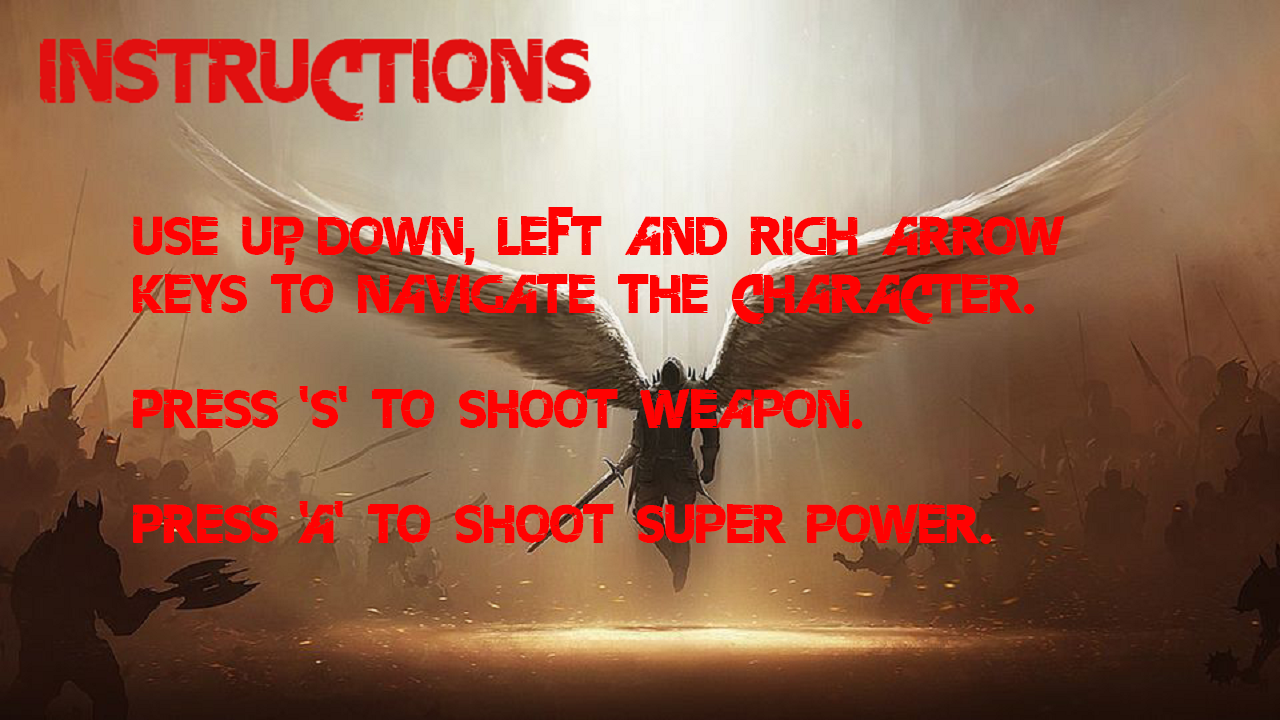 INSTRUCTIONS
USE UP, DOWN, LEFT AND RIGH ARROW
KEYS TO NAVIGATE THE CHARACTER.
PRESS 'S' TO SHOOT WEAPON.
PRESS 'A' TO SHOOT SUPER POWER.